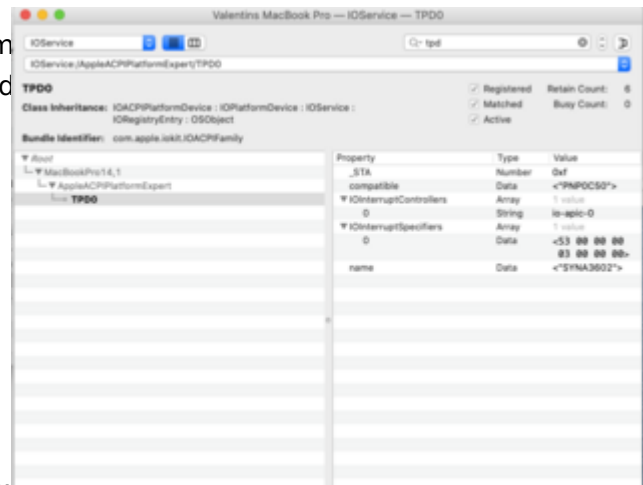 Valentins MacBook Pro — IOService — TPD0
m
IOService
tpd
IOService:/AppleACPIPlatformExpert/TPD0
d
TPD0
Registered Retain Count: 6
Class Inheritance: IOACPIPlatformDevice : IOPlatformDevice : IOService :
Matched Busy Count: 0
IORegistryEntry : OSObject
Active
Bundle Identifier: com.apple.iokit.IOACPIFamily
Root
MacBookPro14,1
AppleACPIPlatformExpert
TPD0
Property Type Value
_STA Number 0xf
compatible Data <"PNP0C50">
IOInterruptControllers Array 1 value
0 String io-apic-0
IOInterruptSpecifiers Array 1 value
0 Data <53 00 00 00
03 00 00 00>
name Data <"SYNA3602">